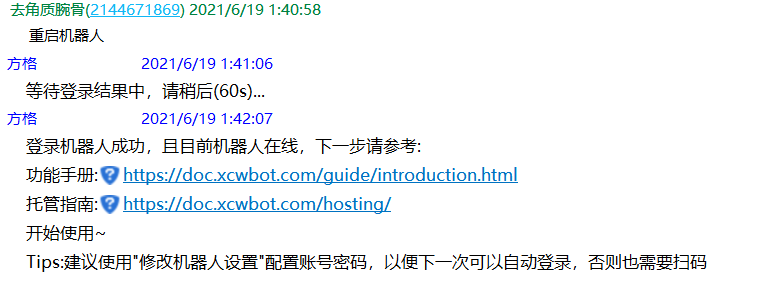 去角质腕骨(2144671869) 2021/6/19 1:40:58
重启机器人
方格 2021/6/19 1:41:06
等待登录结果中，请稍后(60s)...
方格 2021/6/19 1:42:07
登录机器人成功，且目前机器人在线，下一步请参考:
功能手册:https://doc.xcwbot.com/guide/introduction.html
托管指南:https://doc.xcwbot.com/hosting/
开始使用~
Tips:建议使用"修改机器人设置"配置账号密码，以便下一次可以自动登录，否则也需要扫码